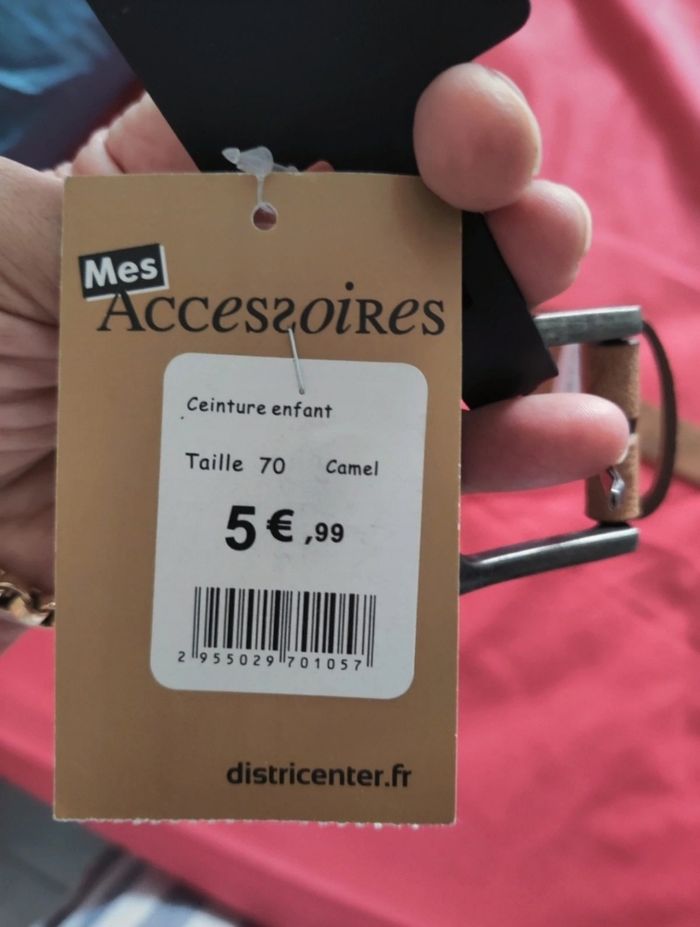 Mes
Accessoires
Ceinture enfant
Taille 70 Camel
5€,99
2 955029 701057
districenter.fr